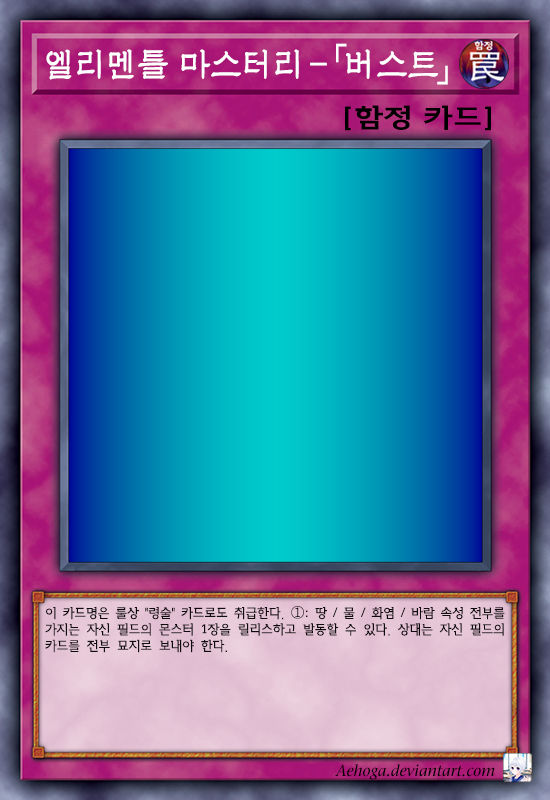 엘리멘틀 마스터리 -「버스트」
함정
罠
[함정 카드]
이 카드명은 룰상 "령술" 카드로도 취급한다. ①: 땅 / 물 / 화염 / 바람 속성 전부를
가지는 자신 필드의 몬스터 1장을 릴리스하고 발동할 수 있다. 상대는 자신 필드의
카드를 전부 묘지로 보내야 한다.
Aehoga.deviantart.com